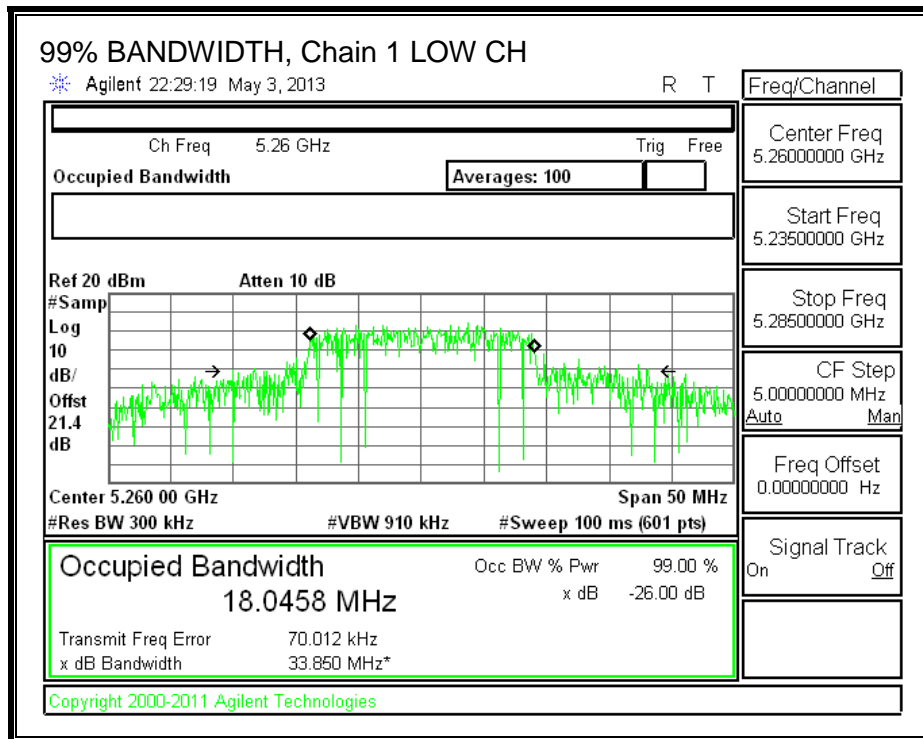 99% BANDWIDTH, Chain 1 LOW CH
Agilent 22:29:19 May 3, 2013 R T
Ch Freq 5.26 GHz Trig Free
Occupied Bandwidth Averages: 100
Ref 20 dBm Atten 10 dB
#Samp
Log
10
dB/
Offst
21.4
dB
Center 5.260 00 GHz Span 50 MHz
#Res BW 300 kHz #VBW 910 kHz #Sweep 100 ms (601 pts)
Occupied Bandwidth Occ BW % Pwr 99.00 %
18.0458 MHz x dB -26.00 dB
Transmit Freq Error 70.012 kHz
x dB Bandwidth 33.850 MHz*
Copyright 2000-2011 Agilent Technologies
Freq/Channel
Center Freq
5.26000000 GHz
Start Freq
5.23500000 GHz
Stop Freq
5.28500000 GHz
CF Step
5.00000000 MHz
Auto Man
Freq Offset
0.00000000 Hz
Signal Track
On Off